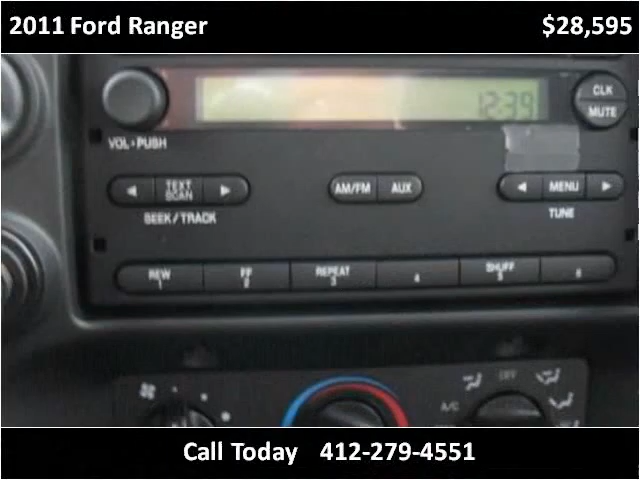 2011 Ford Ranger $28,595
12:39
CLK
MUTE
VOL • PUSH
TEXT
SCAN
AM/FM AUX
MENU
SEEK / TRACK
TUNE
REW FF REPEAT SHUFF
1 2 3 4 5 6
OFF
A/C
Call Today 412-279-4551